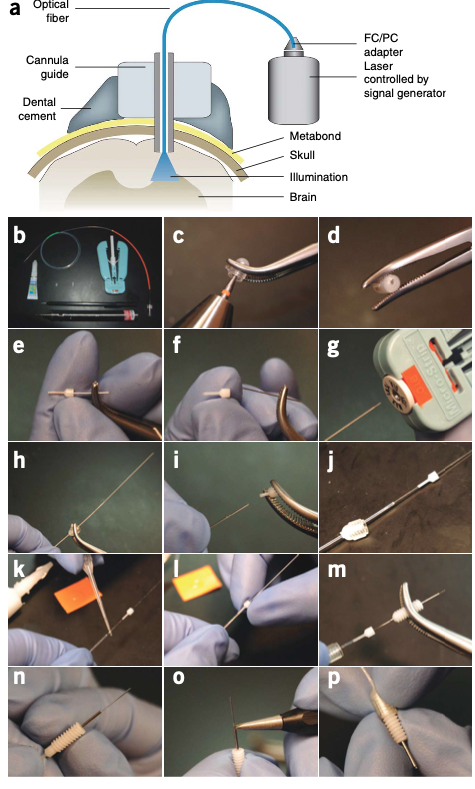 a
Optical
fiber
FC/PC
adapter
Laser
controlled by
signal generator
Cannula
guide
Dental
cement
Metabond
Skull
Illumination
Brain
b
c
d
e
f
g
h
i
j
k
l
m
n
o
p